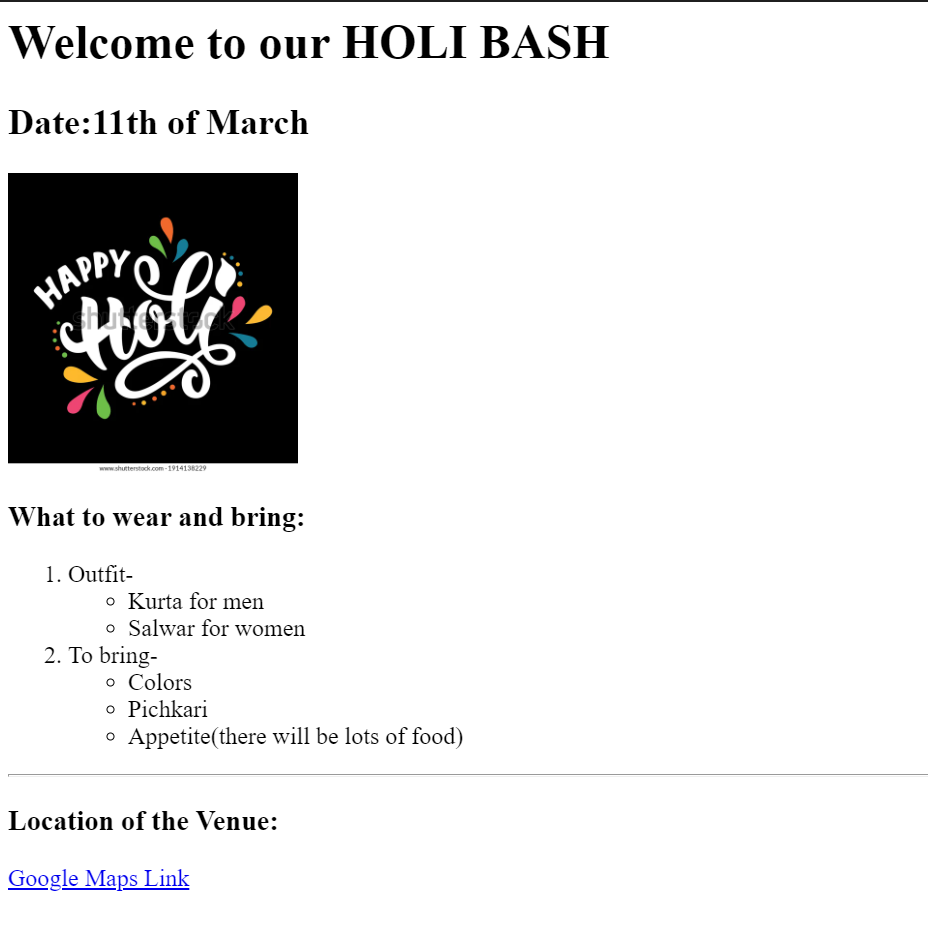 Welcome to our HOLI BASH
Date:11th of March
HAPPY
Holi
shutterstock
www.shutterstock.com · 1914138229
What to wear and bring:
1. Outfit-
Kurta for men
Salwar for women
2. To bring-
Colors
Pichkari
Appetite(there will be lots of food)
Location of the Venue:
Google Maps Link